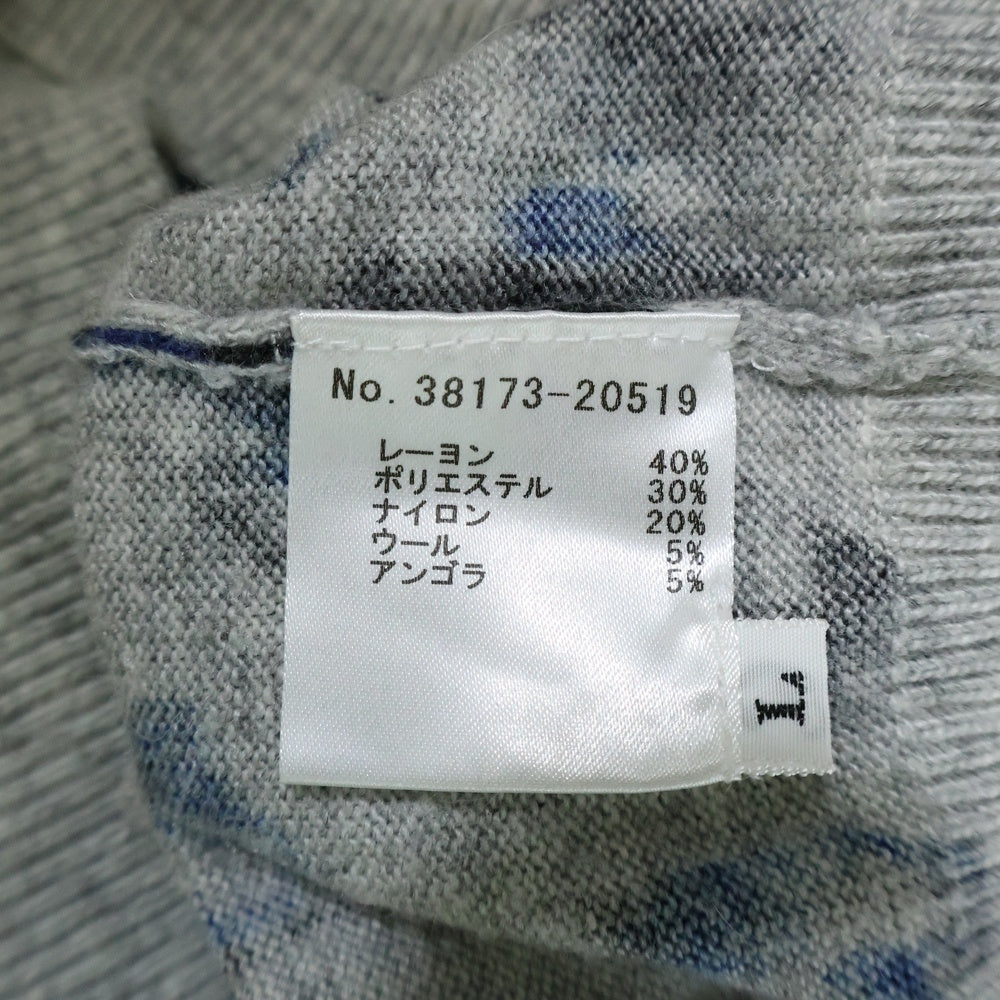 No. 38173-20519
レーヨン 40%
ポリエステル 30%
ナイロン 20%
ウール 5%
アンゴラ 5%
L